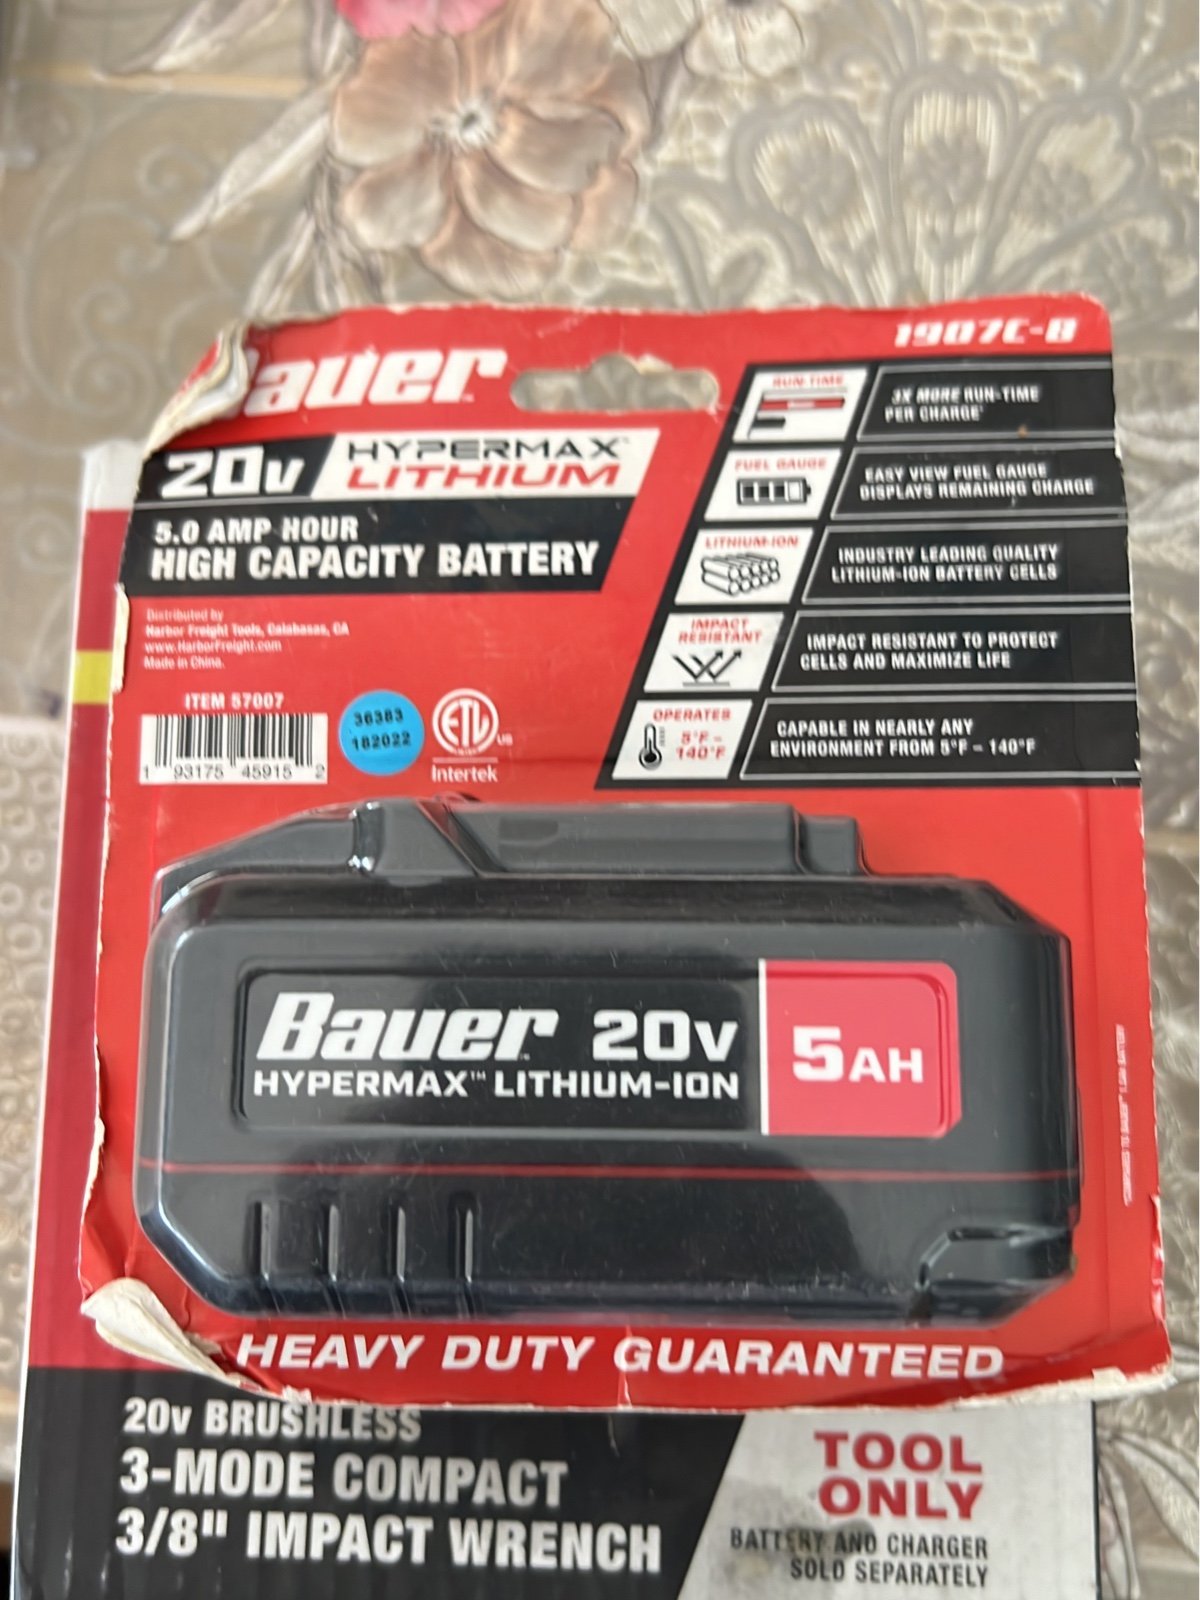 Bauer
1907C-B
20v HYPERMAX™ LITHIUM
5.0 AMP HOUR
HIGH CAPACITY BATTERY
Distributed by
Harbor Freight Tools, Calabasas, CA
www.HarborFreight.com
Made in China.
ITEM 57007
1 93175 45915 2
36383
182022
ETL
US
Intertek
RUN-TIME
3X MORE RUN-TIME
PER CHARGE*
FUEL GAUGE
EASY VIEW FUEL GAUGE
DISPLAYS REMAINING CHARGE
LITHIUM-ION
INDUSTRY LEADING QUALITY
LITHIUM-ION BATTERY CELLS
IMPACT
RESISTANT
IMPACT RESISTANT TO PROTECT
CELLS AND MAXIMIZE LIFE
OPERATES
5°F –
140°F
CAPABLE IN NEARLY ANY
ENVIRONMENT FROM 5°F – 140°F
Bauer 20v
HYPERMAX™ LITHIUM-ION
5AH
HEAVY DUTY GUARANTEED
20v BRUSHLESS
3-MODE COMPACT
3/8" IMPACT WRENCH
TOOL
ONLY
BATTERY AND CHARGER
SOLD SEPARATELY